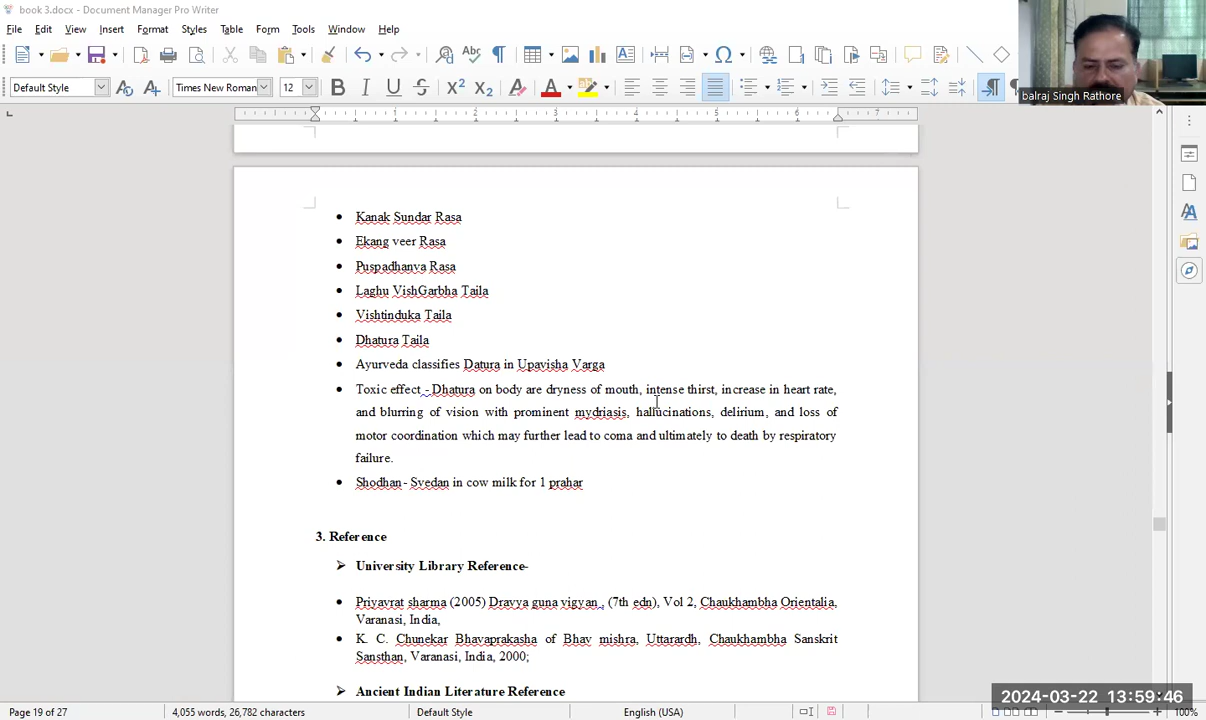 book 3.docx - Document Manager Pro Writer
File Edit View Insert Format Styles Table Form Tools Window Help
Default Style Times New Roman 12
balraj Singh Rathore
1 2 3 4 5 6 7
Kanak Sundar Rasa
Ekang veer Rasa
Puspadhanva Rasa
Laghu VishGarbha Taila
Vishtinduka Taila
Dhatura Taila
Ayurveda classifies Datura in Upavisha Varga
Toxic effect - Dhatura on body are dryness of mouth, intense thirst, increase in heart rate,
and blurring of vision with prominent mydriasis, hallucinations, delirium, and loss of
motor coordination which may further lead to coma and ultimately to death by respiratory
failure.
Shodhan- Svedan in cow milk for 1 prahar
3. Reference
University Library Reference-
Priyavrat sharma (2005) Dravya guna vigyan , (7th edn), Vol 2, Chaukhambha Orientalia,
Varanasi, India,
K. C. Chunekar Bhavaprakasha of Bhav mishra, Uttarardh, Chaukhambha Sanskrit
Sansthan, Varanasi, India, 2000;
Ancient Indian Literature Reference
2024-03-22 13:59:46
Page 19 of 27 4,055 words, 26,782 characters Default Style English (USA) 100%